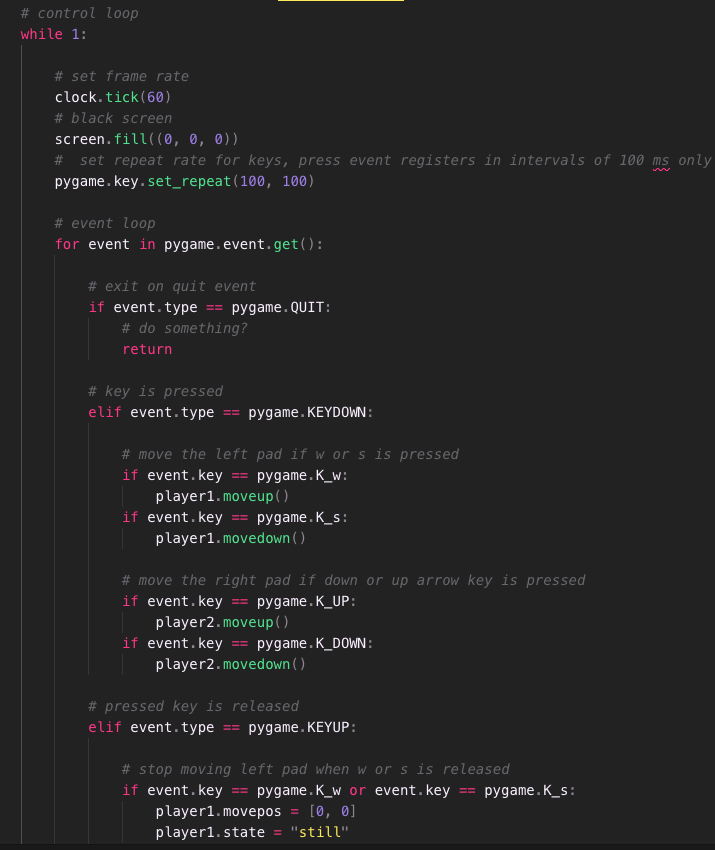 # control loop
while 1:
# set frame rate
clock.tick(60)
# black screen
screen.fill((0, 0, 0))
#  set repeat rate for keys, press event registers in intervals of 100 ms only
pygame.key.set_repeat(100, 100)
# event loop
for event in pygame.event.get():
# exit on quit event
if event.type == pygame.QUIT:
# do something?
return
# key is pressed
elif event.type == pygame.KEYDOWN:
# move the left pad if w or s is pressed
if event.key == pygame.K_w:
player1.moveup()
if event.key == pygame.K_s:
player1.movedown()
# move the right pad if down or up arrow key is pressed
if event.key == pygame.K_UP:
player2.moveup()
if event.key == pygame.K_DOWN:
player2.movedown()
# pressed key is released
elif event.type == pygame.KEYUP:
# stop moving left pad when w or s is released
if event.key == pygame.K_w or event.key == pygame.K_s:
player1.movepos = [0, 0]
player1.state = "still"